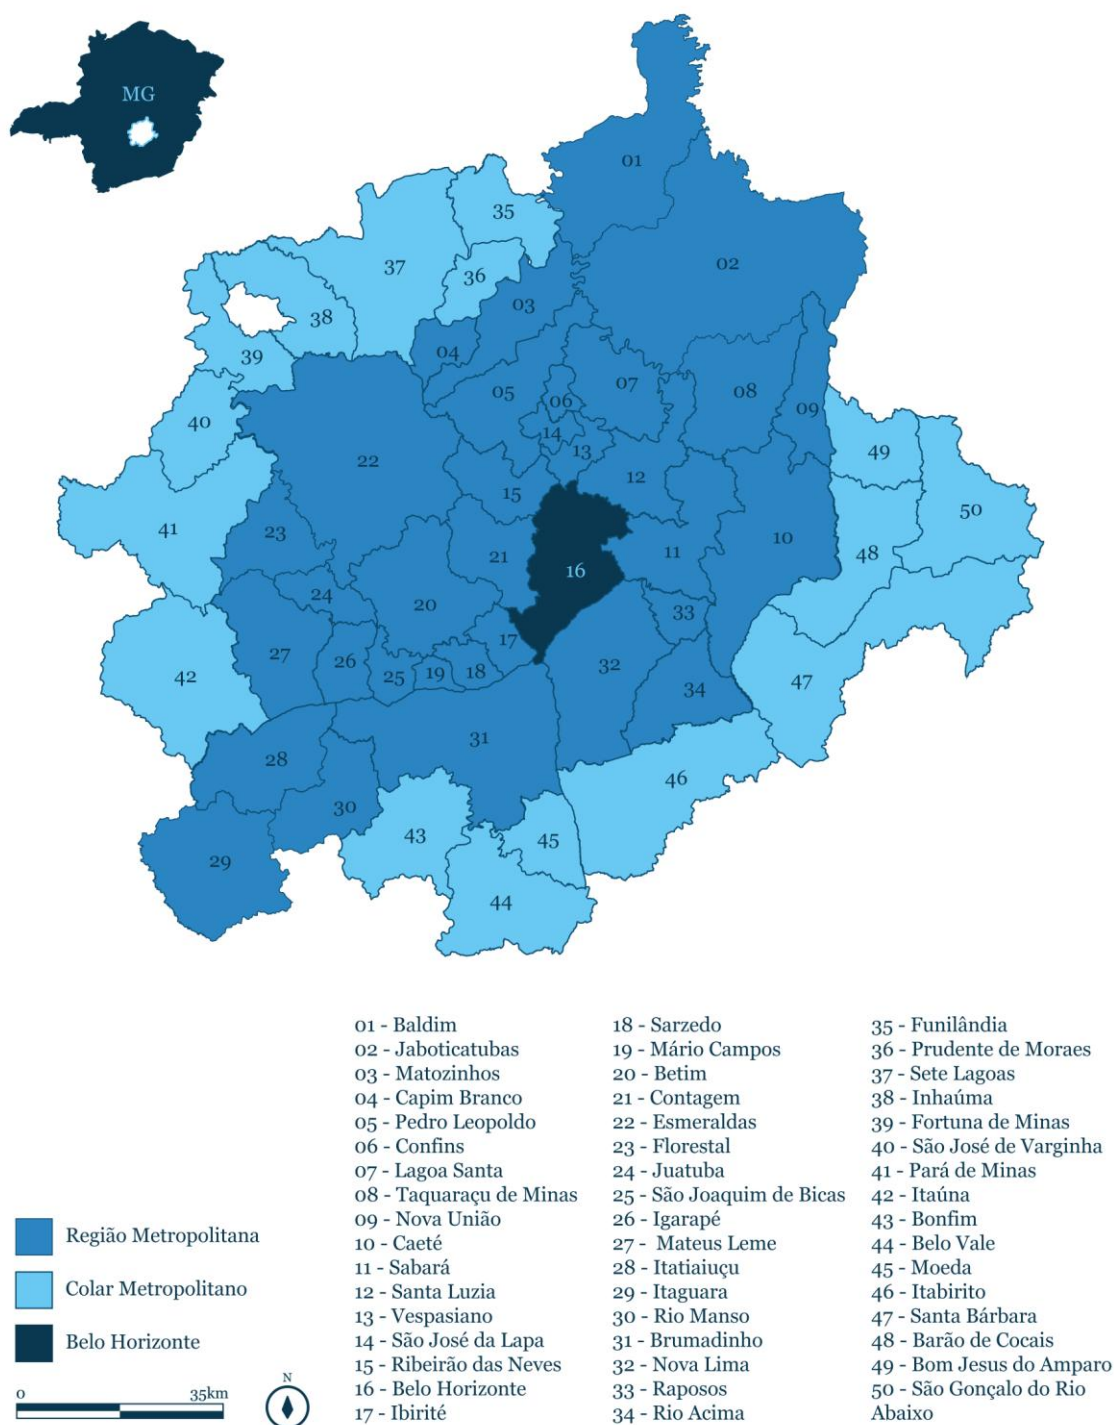 MG
01
35
37
02
36
03
38
04
39
07
08
05
06
09
40
14
13
49
22
12
15
50
41
10
23
11
21
48
16
24
20
33
17
27
26
32
42
18
19
25
47
34
31
28
46
30
43
45
29
44
01 - Baldim
02 - Jaboticatubas
03 - Matozinhos
04 - Capim Branco
05 - Pedro Leopoldo
06 - Confins
07 - Lagoa Santa
08 - Taquaraçu de Minas
09 - Nova União
10 - Caeté
11 - Sabará
12 - Santa Luzia
13 - Vespasiano
14 - São José da Lapa
15 - Ribeirão das Neves
16 - Belo Horizonte
17 - Ibirité
18 - Sarzedo
19 - Mário Campos
20 - Betim
21 - Contagem
22 - Esmeraldas
23 - Florestal
24 - Juatuba
25 - São Joaquim de Bicas
26 - Igarapé
27 - Mateus Leme
28 - Itatiaiuçu
29 - Itaguara
30 - Rio Manso
31 - Brumadinho
32 - Nova Lima
33 - Raposos
34 - Rio Acima
35 - Funilândia
36 - Prudente de Moraes
37 - Sete Lagoas
38 - Inhaúma
39 - Fortuna de Minas
40 - São José de Varginha
41 - Pará de Minas
42 - Itaúna
43 - Bonfim
44 - Belo Vale
45 - Moeda
46 - Itabirito
47 - Santa Bárbara
48 - Barão de Cocais
49 - Bom Jesus do Amparo
50 - São Gonçalo do Rio
Abaixo
Região Metropolitana
Colar Metropolitano
Belo Horizonte
0 35km
N